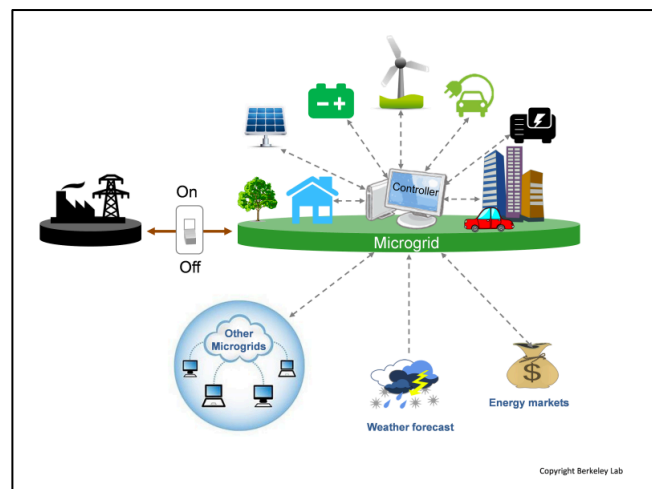 Controller
On
Off
Microgrid
Other
Microgrids
$
Weather forecast
Energy markets
Copyright Berkeley Lab